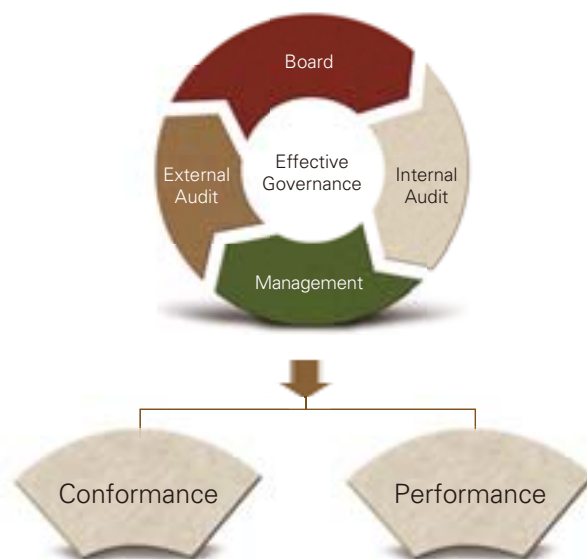 Board
External
Audit
Effective
Governance
Internal
Audit
Management
Conformance
Performance